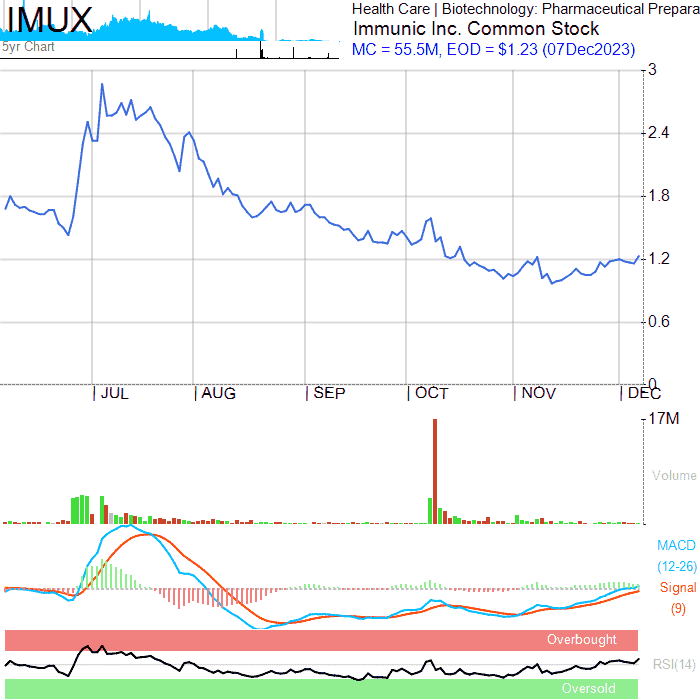 IMUX
5yr Chart
Health Care | Biotechnology: Pharmaceutical Prepara
Immunic Inc. Common Stock
MC = 55.5M, EOD = $1.23 (07Dec2023)
3
2.4
1.8
1.2
0.6
0
JUL AUG SEP OCT NOV DEC
17M
Volume
MACD
(12-26)
Signal
(9)
Overbought
RSI(14)
Oversold